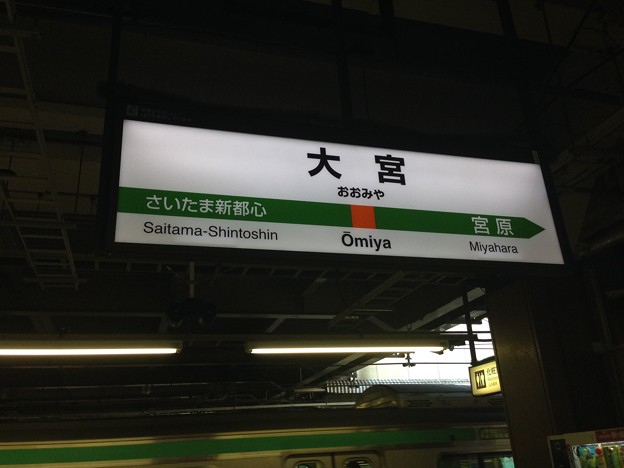 大宮
おおみや
さいたま新都心
宮原
Saitama-Shintoshin
Ōmiya
Miyahara